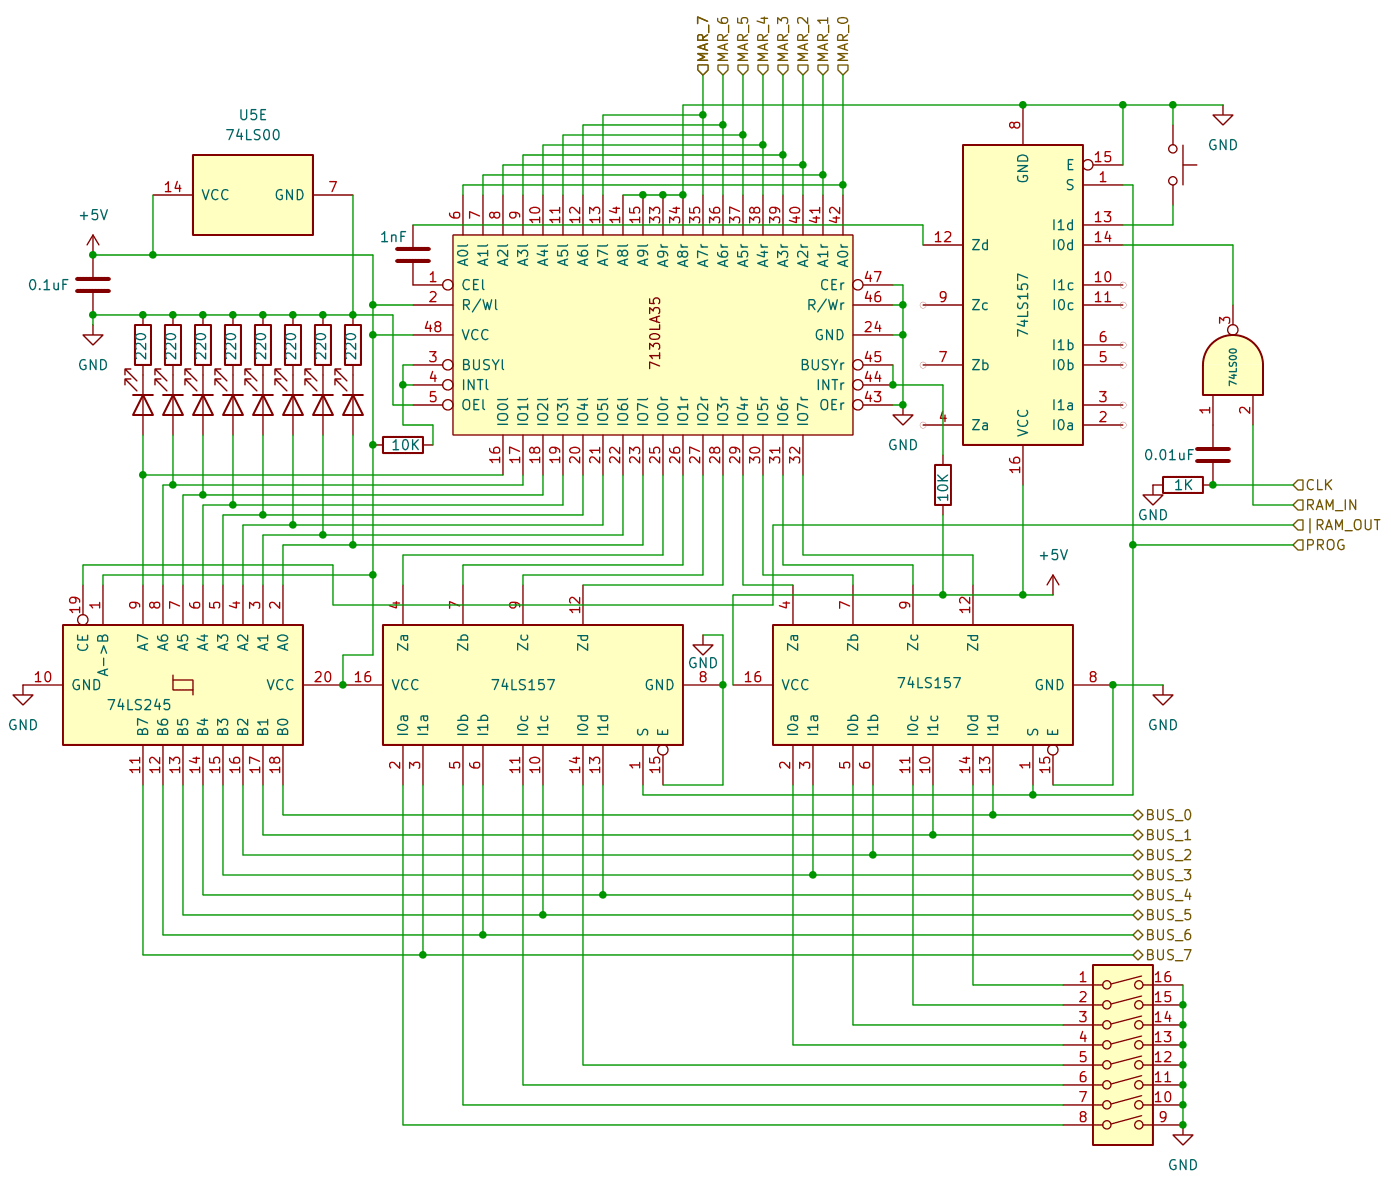 MAR_7 MAR_6 MAR_5 MAR_4 MAR_3 MAR_2 MAR_1 MAR_0
U5E
74LS00
14 VCC GND 7
+5V
0.1uF
GND
220 220 220 220 220 220 220 220
1nF
6 7 8 9 10 11 12 13 14 15 33 34 35 36 37 38 39 40 41 42
A0l A1l A2l A3l A4l A5l A6l A7l A8l A9l A9r A8r A7r A6r A5r A4r A3r A2r A1r A0r
1 CEl CEr 47
2 R/Wl R/Wr 46
48 VCC GND 24
3 BUSYl BUSYr 45
4 INTl INTr 44
5 OEl OEr 43
7130LA35
IO0l IO1l IO2l IO3l IO4l IO5l IO6l IO7l IO0r IO1r IO2r IO3r IO4r IO5r IO6r IO7r
16 17 18 19 20 21 22 23 25 26 27 28 29 30 31 32
GND
10K
10K
8
GND
E 15
S 1
I1d 13
12 Zd I0d 14
I1c 10
9 Zc I0c 11
I1b 6
7 Zb I0b 5
I1a 3
4 Za I0a 2
74LS157
VCC
16
GND
3
74LS00
1 2
0.01uF
1K
GND
CLK
RAM_IN
|RAM_OUT
PROG
+5V
19 1 9 8 7 6 5 4 3 2
CE A->B A7 A6 A5 A4 A3 A2 A1 A0
10 GND VCC 20
74LS245
GND
B7 B6 B5 B4 B3 B2 B1 B0
11 12 13 14 15 16 17 18
4 7 9 12
Za Zb Zc Zd
16 VCC 74LS157 GND 8
GND
I0a I1a I0b I1b I0c I1c I0d I1d S E
2 3 5 6 11 10 14 13 1 15
4 7 9 12
Za Zb Zc Zd
16 VCC 74LS157 GND 8
GND
I0a I1a I0b I1b I0c I1c I0d I1d S E
2 3 5 6 11 10 14 13 1 15
BUS_0
BUS_1
BUS_2
BUS_3
BUS_4
BUS_5
BUS_6
BUS_7
1 16
2 15
3 14
4 13
5 12
6 11
7 10
8 9
GND